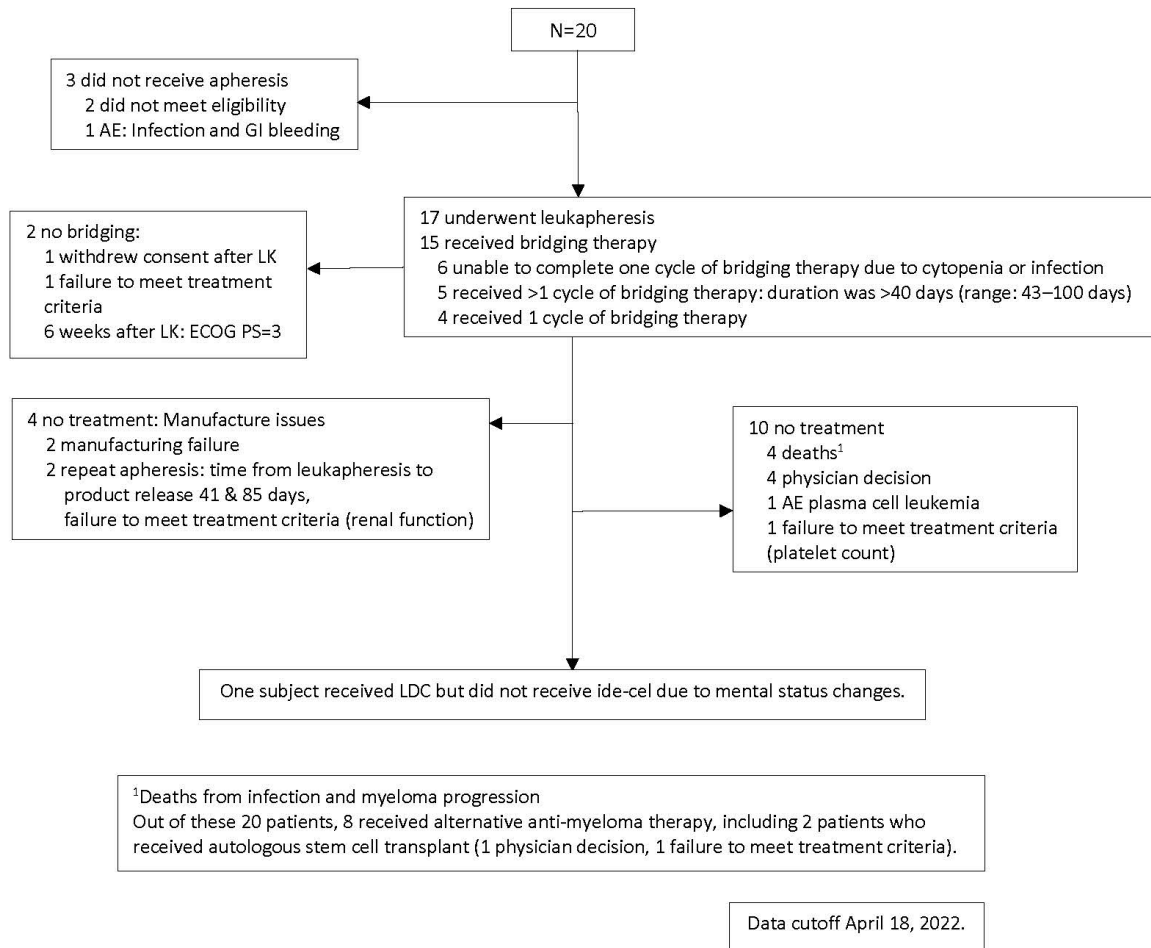 N=20
3 did not receive apheresis
2 did not meet eligibility
1 AE: Infection and GI bleeding
17 underwent leukapheresis
15 received bridging therapy
6 unable to complete one cycle of bridging therapy due to cytopenia or infection
5 received >1 cycle of bridging therapy: duration was >40 days (range: 43–100 days)
4 received 1 cycle of bridging therapy
2 no bridging:
1 withdrew consent after LK
1 failure to meet treatment
criteria
6 weeks after LK: ECOG PS=3
4 no treatment: Manufacture issues
2 manufacturing failure
2 repeat apheresis: time from leukapheresis to
product release 41 & 85 days,
failure to meet treatment criteria (renal function)
10 no treatment
4 deaths¹
4 physician decision
1 AE plasma cell leukemia
1 failure to meet treatment criteria
(platelet count)
One subject received LDC but did not receive ide-cel due to mental status changes.
¹Deaths from infection and myeloma progression
Out of these 20 patients, 8 received alternative anti-myeloma therapy, including 2 patients who
received autologous stem cell transplant (1 physician decision, 1 failure to meet treatment criteria).
Data cutoff April 18, 2022.